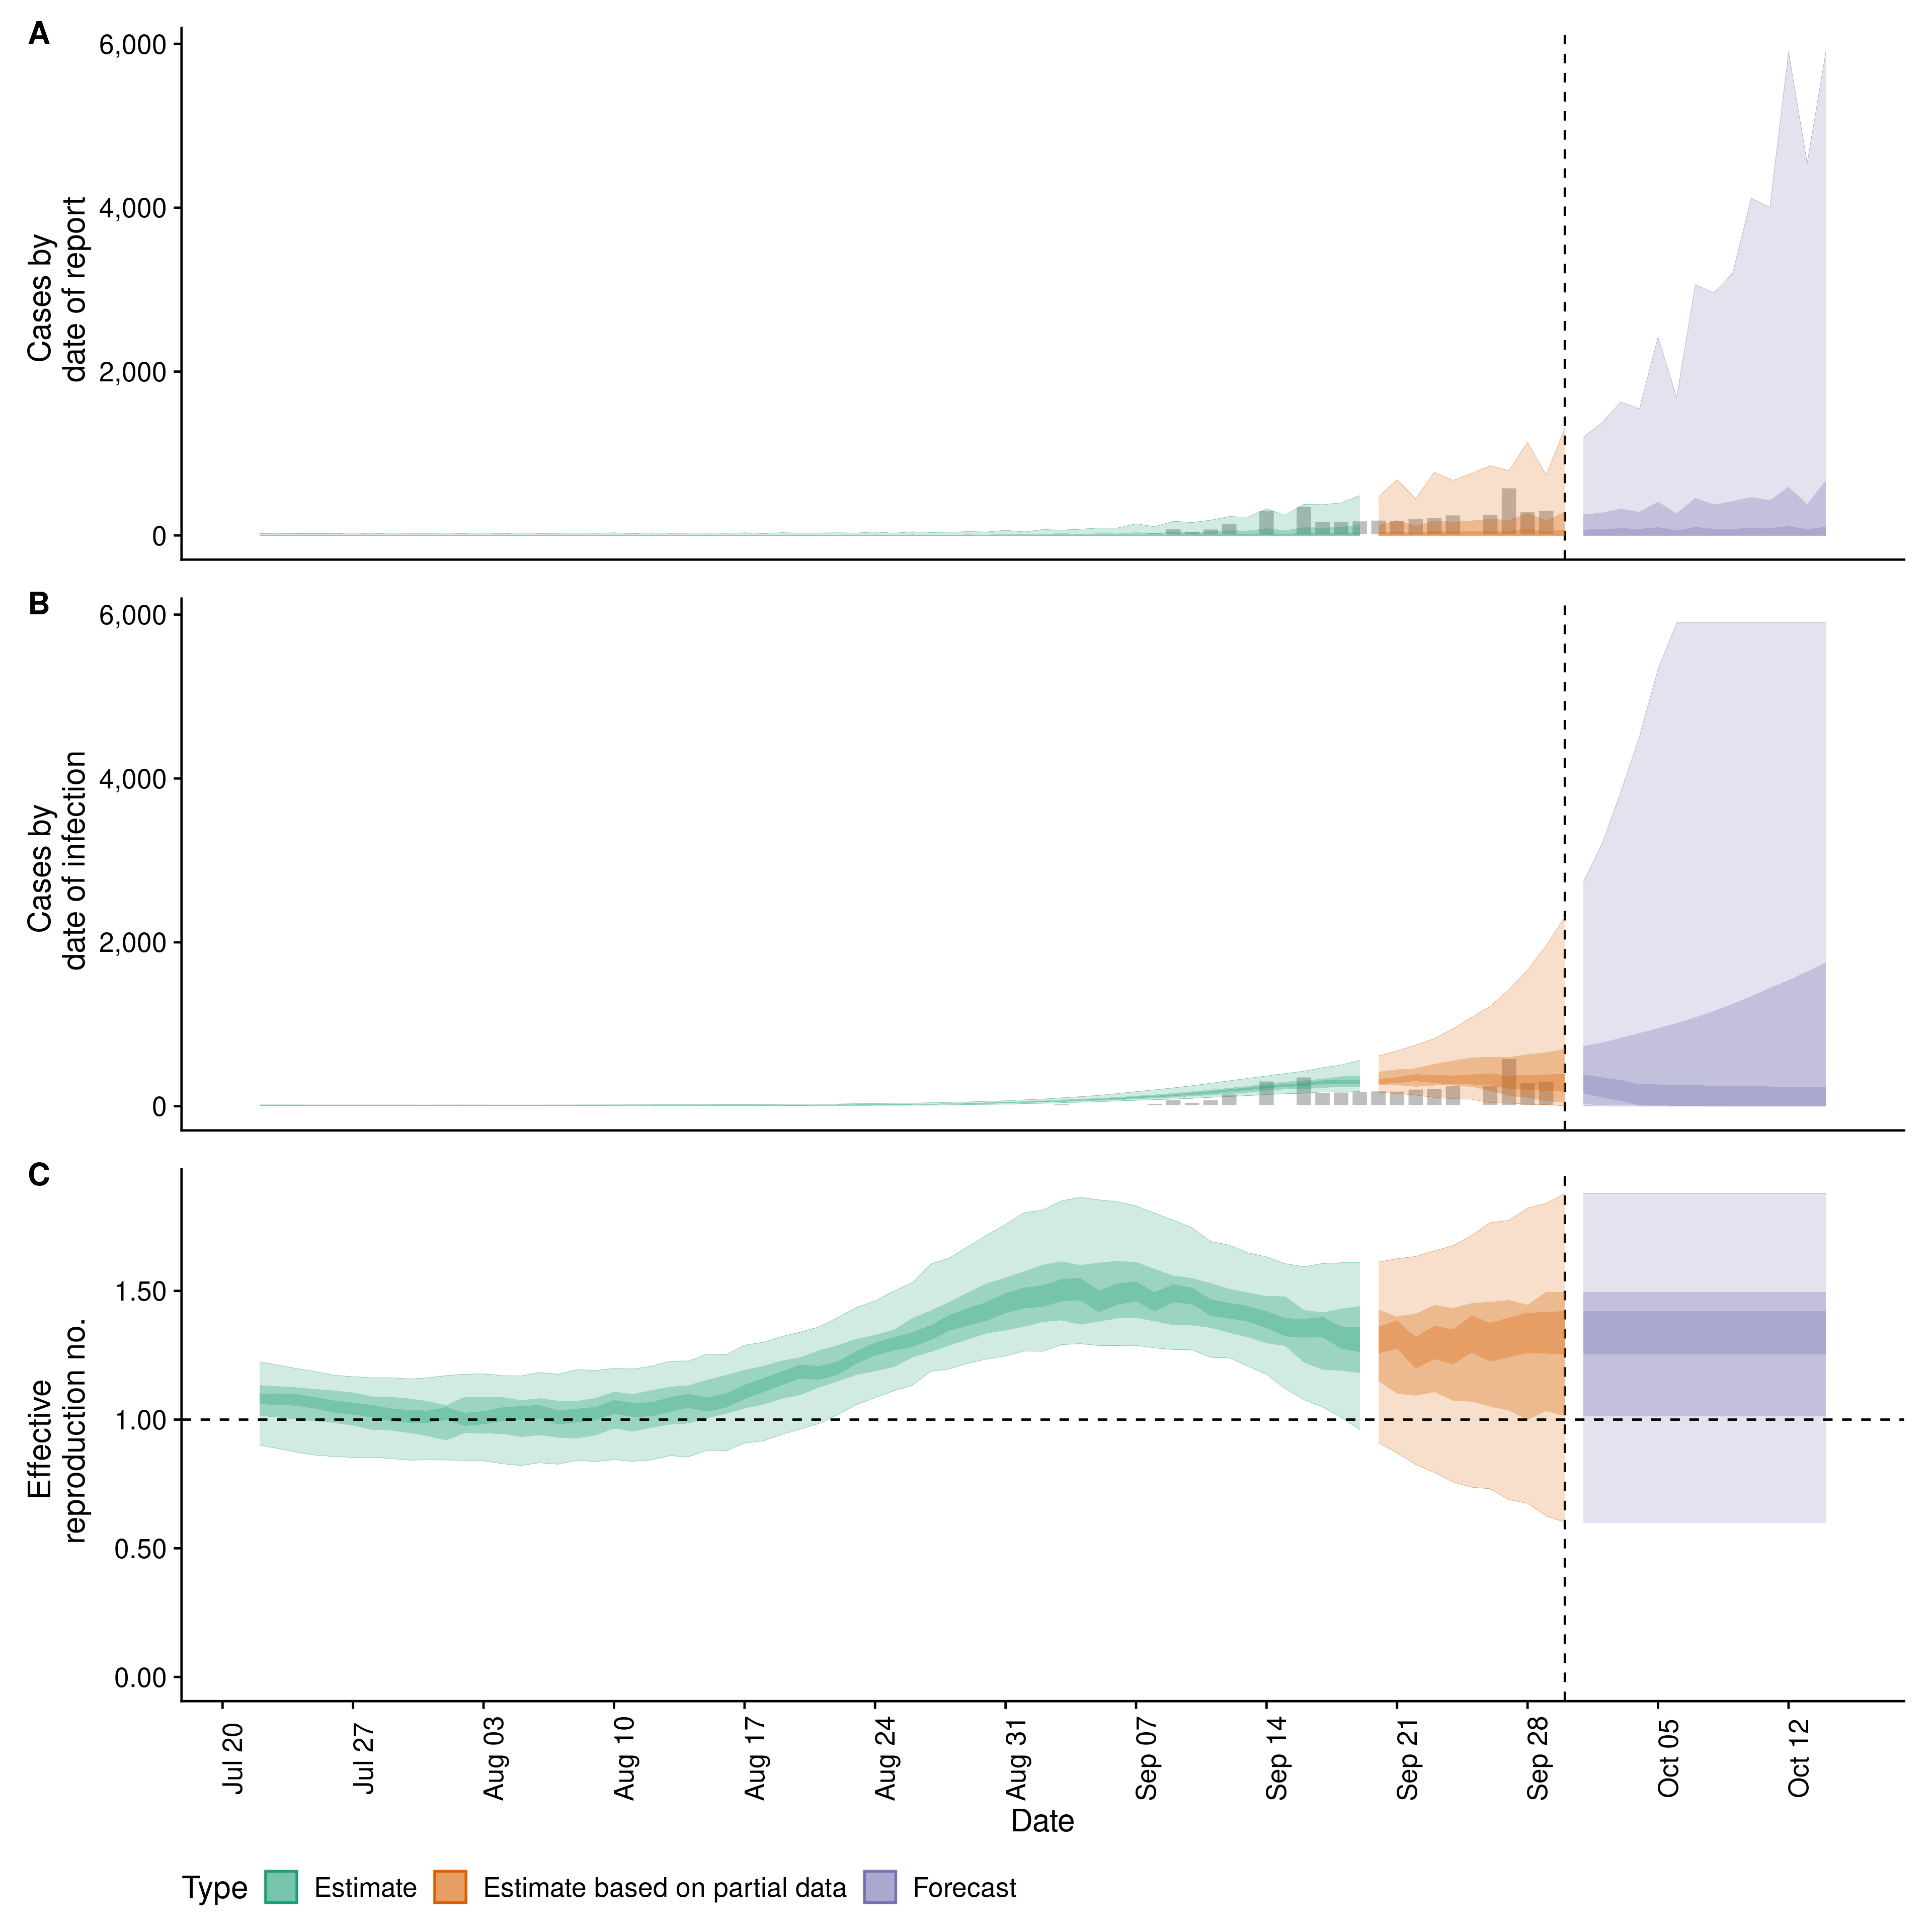 A
6,000
4,000
2,000
0
Cases by
date of report
B
6,000
4,000
2,000
0
Cases by
date of infection
C
1.50
1.00
0.50
0.00
Effective
reproduction no.
Jul 20
Jul 27
Aug 03
Aug 10
Aug 17
Aug 24
Aug 31
Sep 07
Sep 14
Sep 21
Sep 28
Oct 05
Oct 12
Date
Type Estimate Estimate based on partial data Forecast